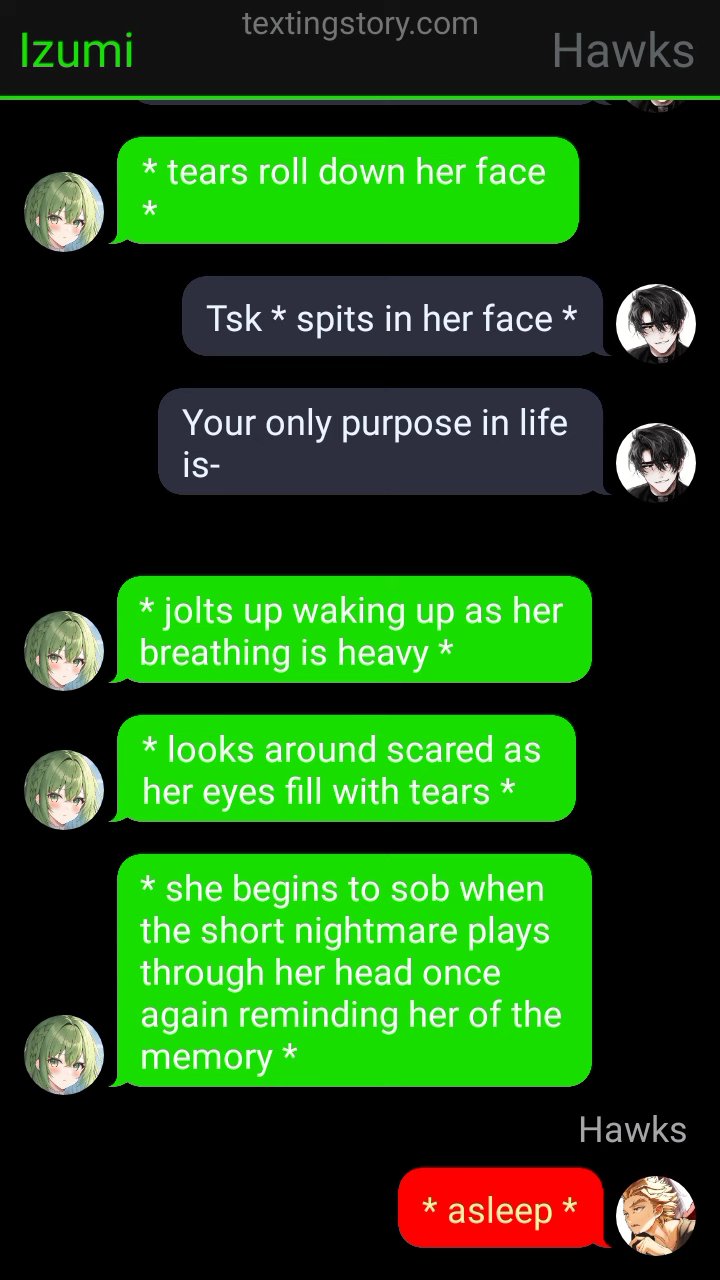 textingstory.com
Izumi
Hawks
* tears roll down her face
*
Tsk * spits in her face *
Your only purpose in life
is-
* jolts up waking up as her
breathing is heavy *
* looks around scared as
her eyes fill with tears *
* she begins to sob when
the short nightmare plays
through her head once
again reminding her of the
memory *
Hawks
* asleep *